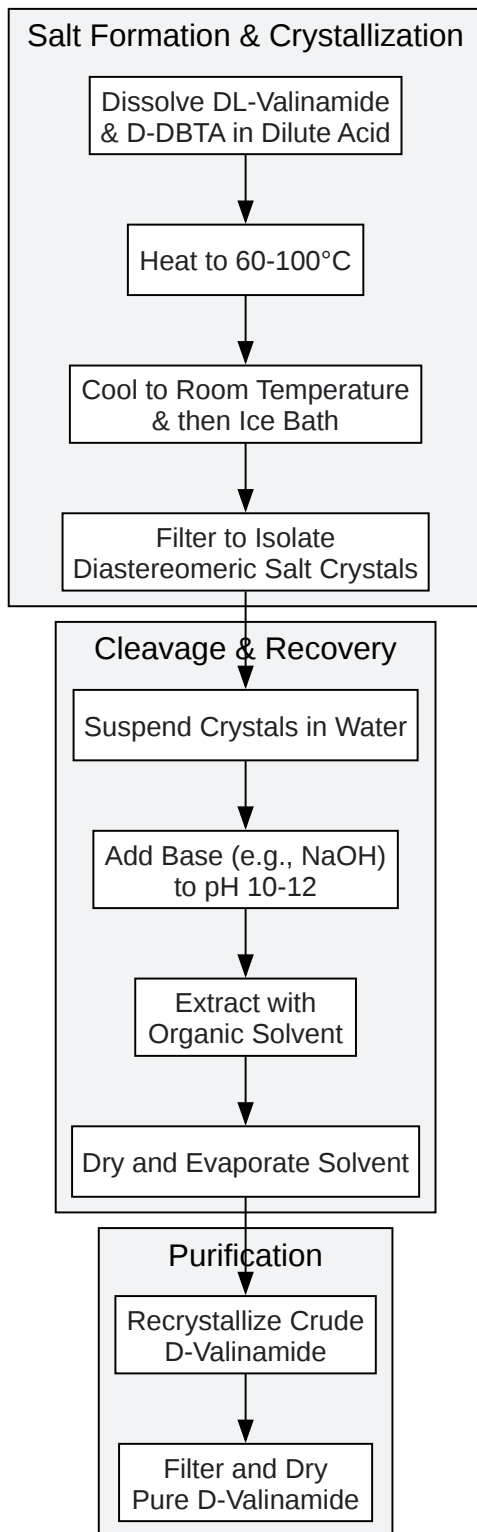 Salt Formation & Crystallization
Dissolve DL-Valinamide
& D-DBTA in Dilute Acid
Heat to 60-100°C
Cool to Room Temperature
& then Ice Bath
Filter to Isolate
Diastereomeric Salt Crystals
Cleavage & Recovery
Suspend Crystals in Water
Add Base (e.g., NaOH)
to pH 10-12
Extract with
Organic Solvent
Dry and Evaporate Solvent
Purification
Recrystallize Crude
D-Valinamide
Filter and Dry
Pure D-Valinamide